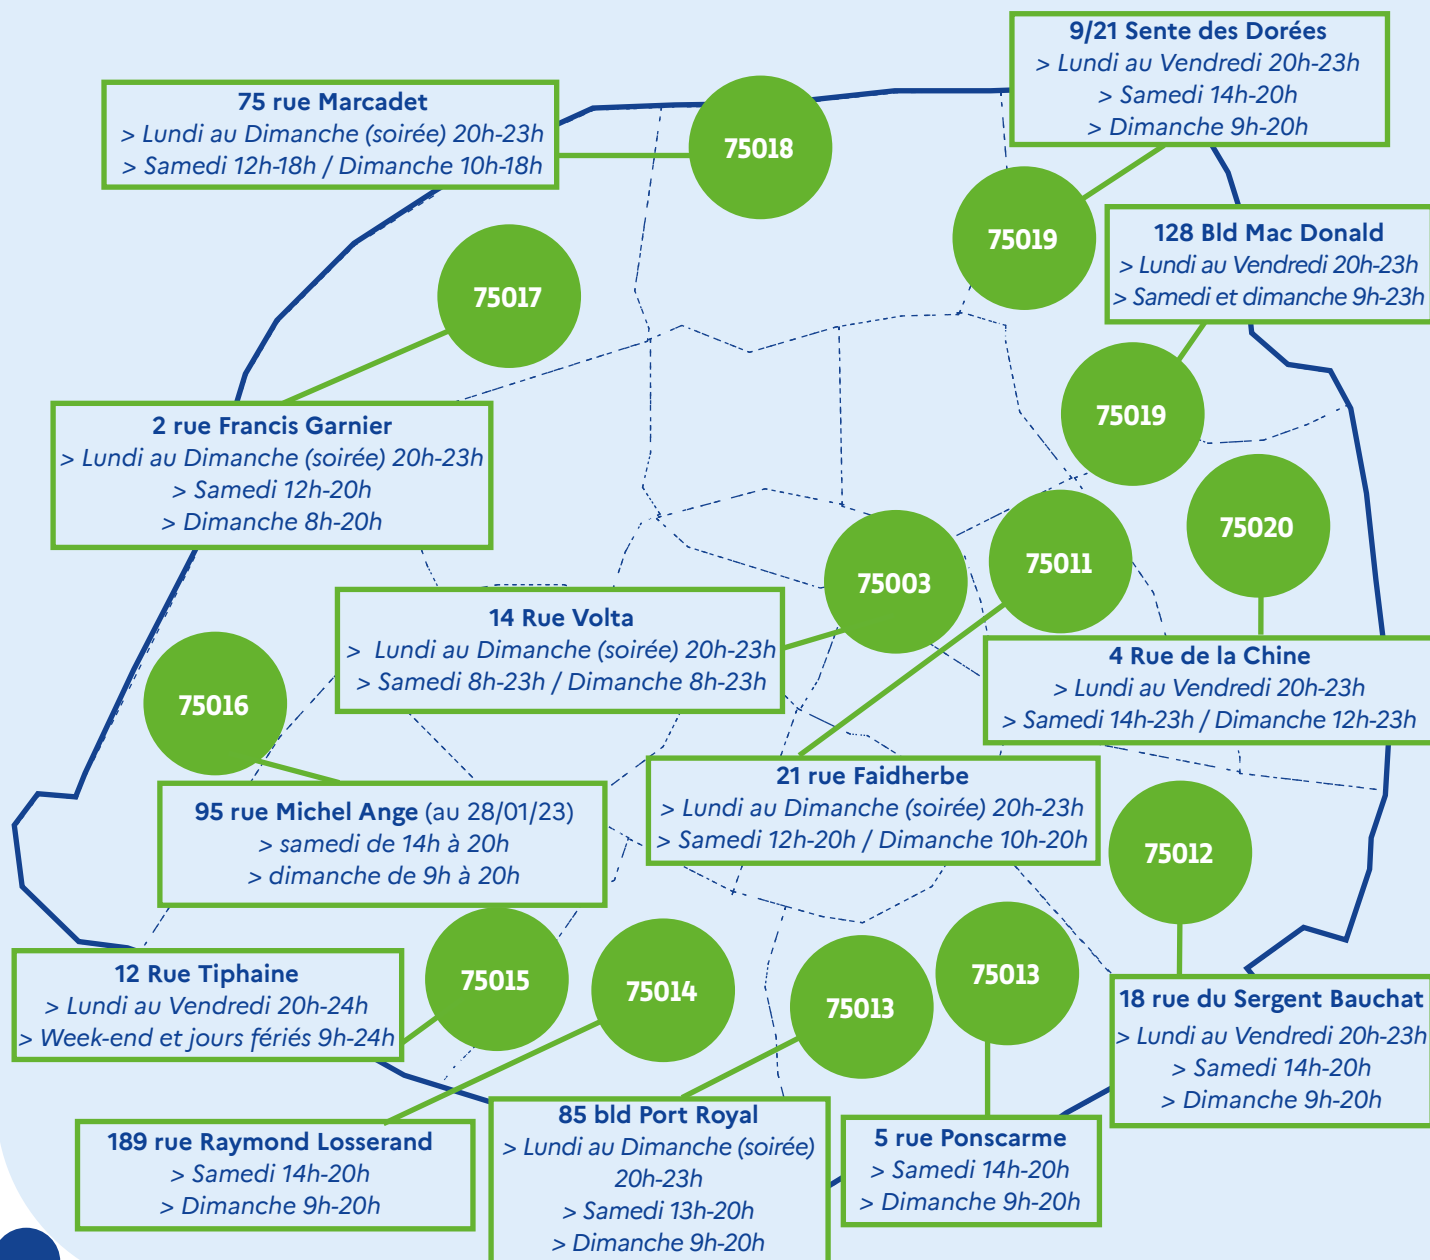 9/21 Sente des Dorées
> Lundi au Vendredi 20h-23h
> Samedi 14h-20h
> Dimanche 9h-20h
75 rue Marcadet
> Lundi au Dimanche (soirée) 20h-23h
> Samedi 12h-18h / Dimanche 10h-18h
75018
75019
128 Bld Mac Donald
> Lundi au Vendredi 20h-23h
> Samedi et dimanche 9h-23h
75017
75019
2 rue Francis Garnier
> Lundi au Dimanche (soirée) 20h-23h
> Samedi 12h-20h
> Dimanche 8h-20h
75020
75011
75003
14 Rue Volta
> Lundi au Dimanche (soirée) 20h-23h
> Samedi 8h-23h / Dimanche 8h-23h
4 Rue de la Chine
> Lundi au Vendredi 20h-23h
> Samedi 14h-23h / Dimanche 12h-23h
75016
21 rue Faidherbe
> Lundi au Dimanche (soirée) 20h-23h
> Samedi 12h-20h / Dimanche 10h-20h
95 rue Michel Ange (au 28/01/23)
> samedi de 14h à 20h
> dimanche de 9h à 20h
75012
12 Rue Tiphaine
> Lundi au Vendredi 20h-24h
> Week-end et jours fériés 9h-24h
75015
75014
75013
75013
18 rue du Sergent Bauchat
> Lundi au Vendredi 20h-23h
> Samedi 14h-20h
> Dimanche 9h-20h
189 rue Raymond Losserand
> Samedi 14h-20h
> Dimanche 9h-20h
85 bld Port Royal
> Lundi au Dimanche (soirée)
20h-23h
> Samedi 13h-20h
> Dimanche 9h-20h
5 rue Ponscarme
> Samedi 14h-20h
> Dimanche 9h-20h